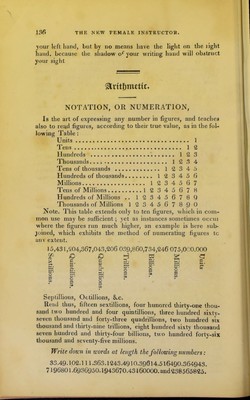 136 THE NEW FEMALE INSTRUCTOR.
your left hand, but by no means have the light on the right
hand, because the shadow of your writing hand will obstruct
your sight
Arithmetic.
NOTATION, OR NUMERATION,
Is the art of expressing any number in figures, and teaches
also to read figures, according to their true value, as in the fol-
lowing Table:
Units 1
Tens 1 2
Hundreds 1 2 3
Thousands 1 2 3 4
Tens of thousands 1 2 3 4 5
Hundreds of thousands 1 2 3 4 5 6
Millions 1 2 3 4 5 6 7
Tens of Millions 1 2 3 4 5 6 7 8
Hundreds of Millions 1 2 3 4 5 6 7 8 9
Thousands of Millions 1 2 3 4 5 6 7 8 9 0
Note. This table extends only to ten figures, which in com-
mon use may be sufficient; yet as instances sometimes occur
where the figures run much higher, an example is here sub-
joined, which exhibits the method of numerating figures to
any extent.
Sextillions.
Quintillions.
Quadrillions.
Trillions.
Billions.
Millions.
Units
Septillions, Octillions, &c.
Read thus, fifteen sextillions, four hundred thirty-one thou-
sand two hundred and four quintillions, three hundred sixty-
seven thousand and forty-three quadrillions, two hundred six
thousand and thirty-nine trillions, eight hundred sixty thousand
seven hundred and thirty-four billions, two hundred forty-six
thousand and seventy-five millions.
Write down in words at length the following numbers: